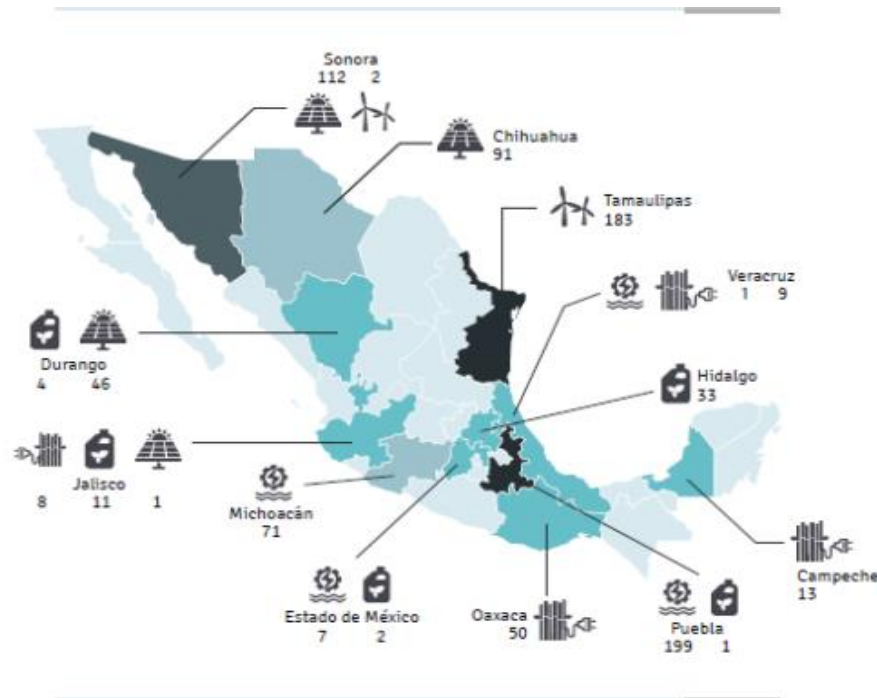 Sonora
112 2
Chihuahua
91
Tamaulipas
183
Veracruz
1 9
Durango
4 46
Hidalgo
33
Jalisco
8 11 1
Michoacán
71
Estado de México
7 2
Oaxaca
50
Puebla
199 1
Campeche
13